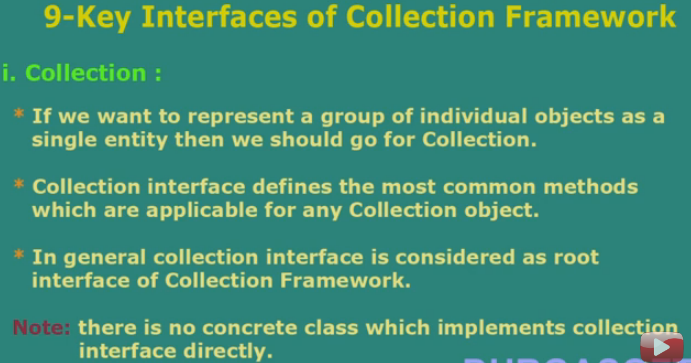 9-Key Interfaces of Collection Framework
i. Collection :
* If we want to represent a group of individual objects as a
single entity then we should go for Collection.
* Collection interface defines the most common methods
which are applicable for any Collection object.
* In general collection interface is considered as root
interface of Collection Framework.
Note: there is no concrete class which implements collection
interface directly.